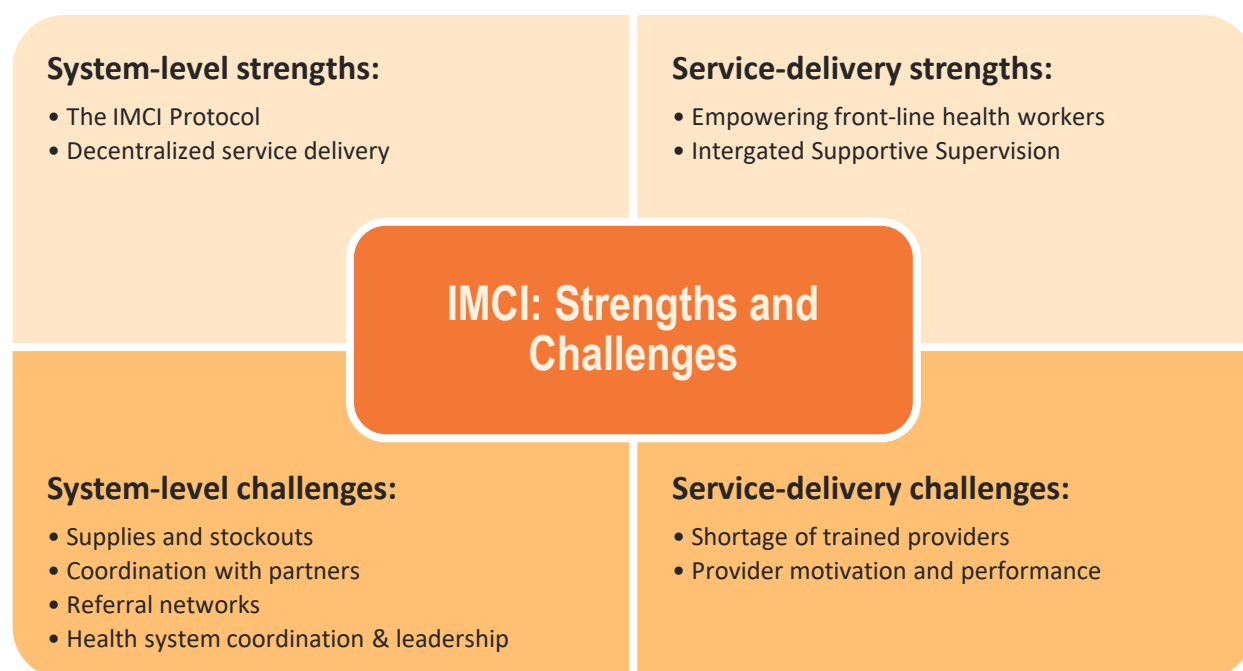 System-level strengths:
• The IMCI Protocol
• Decentralized service delivery
Service-delivery strengths:
• Empowering front-line health workers
• Intergated Supportive Supervision
IMCI: Strengths and
Challenges
System-level challenges:
• Supplies and stockouts
• Coordination with partners
• Referral networks
• Health system coordination & leadership
Service-delivery challenges:
• Shortage of trained providers
• Provider motivation and performance